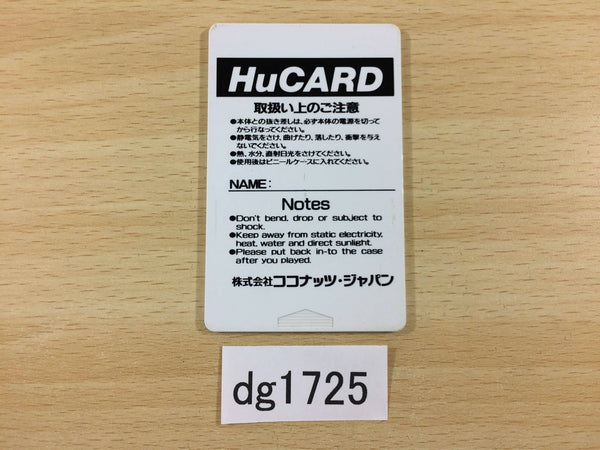 HuCARD
取扱い上のご注意
●本体との抜き差しは、必ず本体の電源を切って
から行なってください。
●静電気をさけ、曲げたり、落したり、衝撃を与え
ないでください。
●熱、水分、直射日光をさけてください。
●使用後はビニールケースに入れてください。
NAME:
Notes
●Don't bend, drop or subject to
shock.
●Keep away from static electricity,
heat, water and direct sunlight.
●Please put back in-to the case
after you played.
株式会社ココナッツ・ジャパン
dg1725